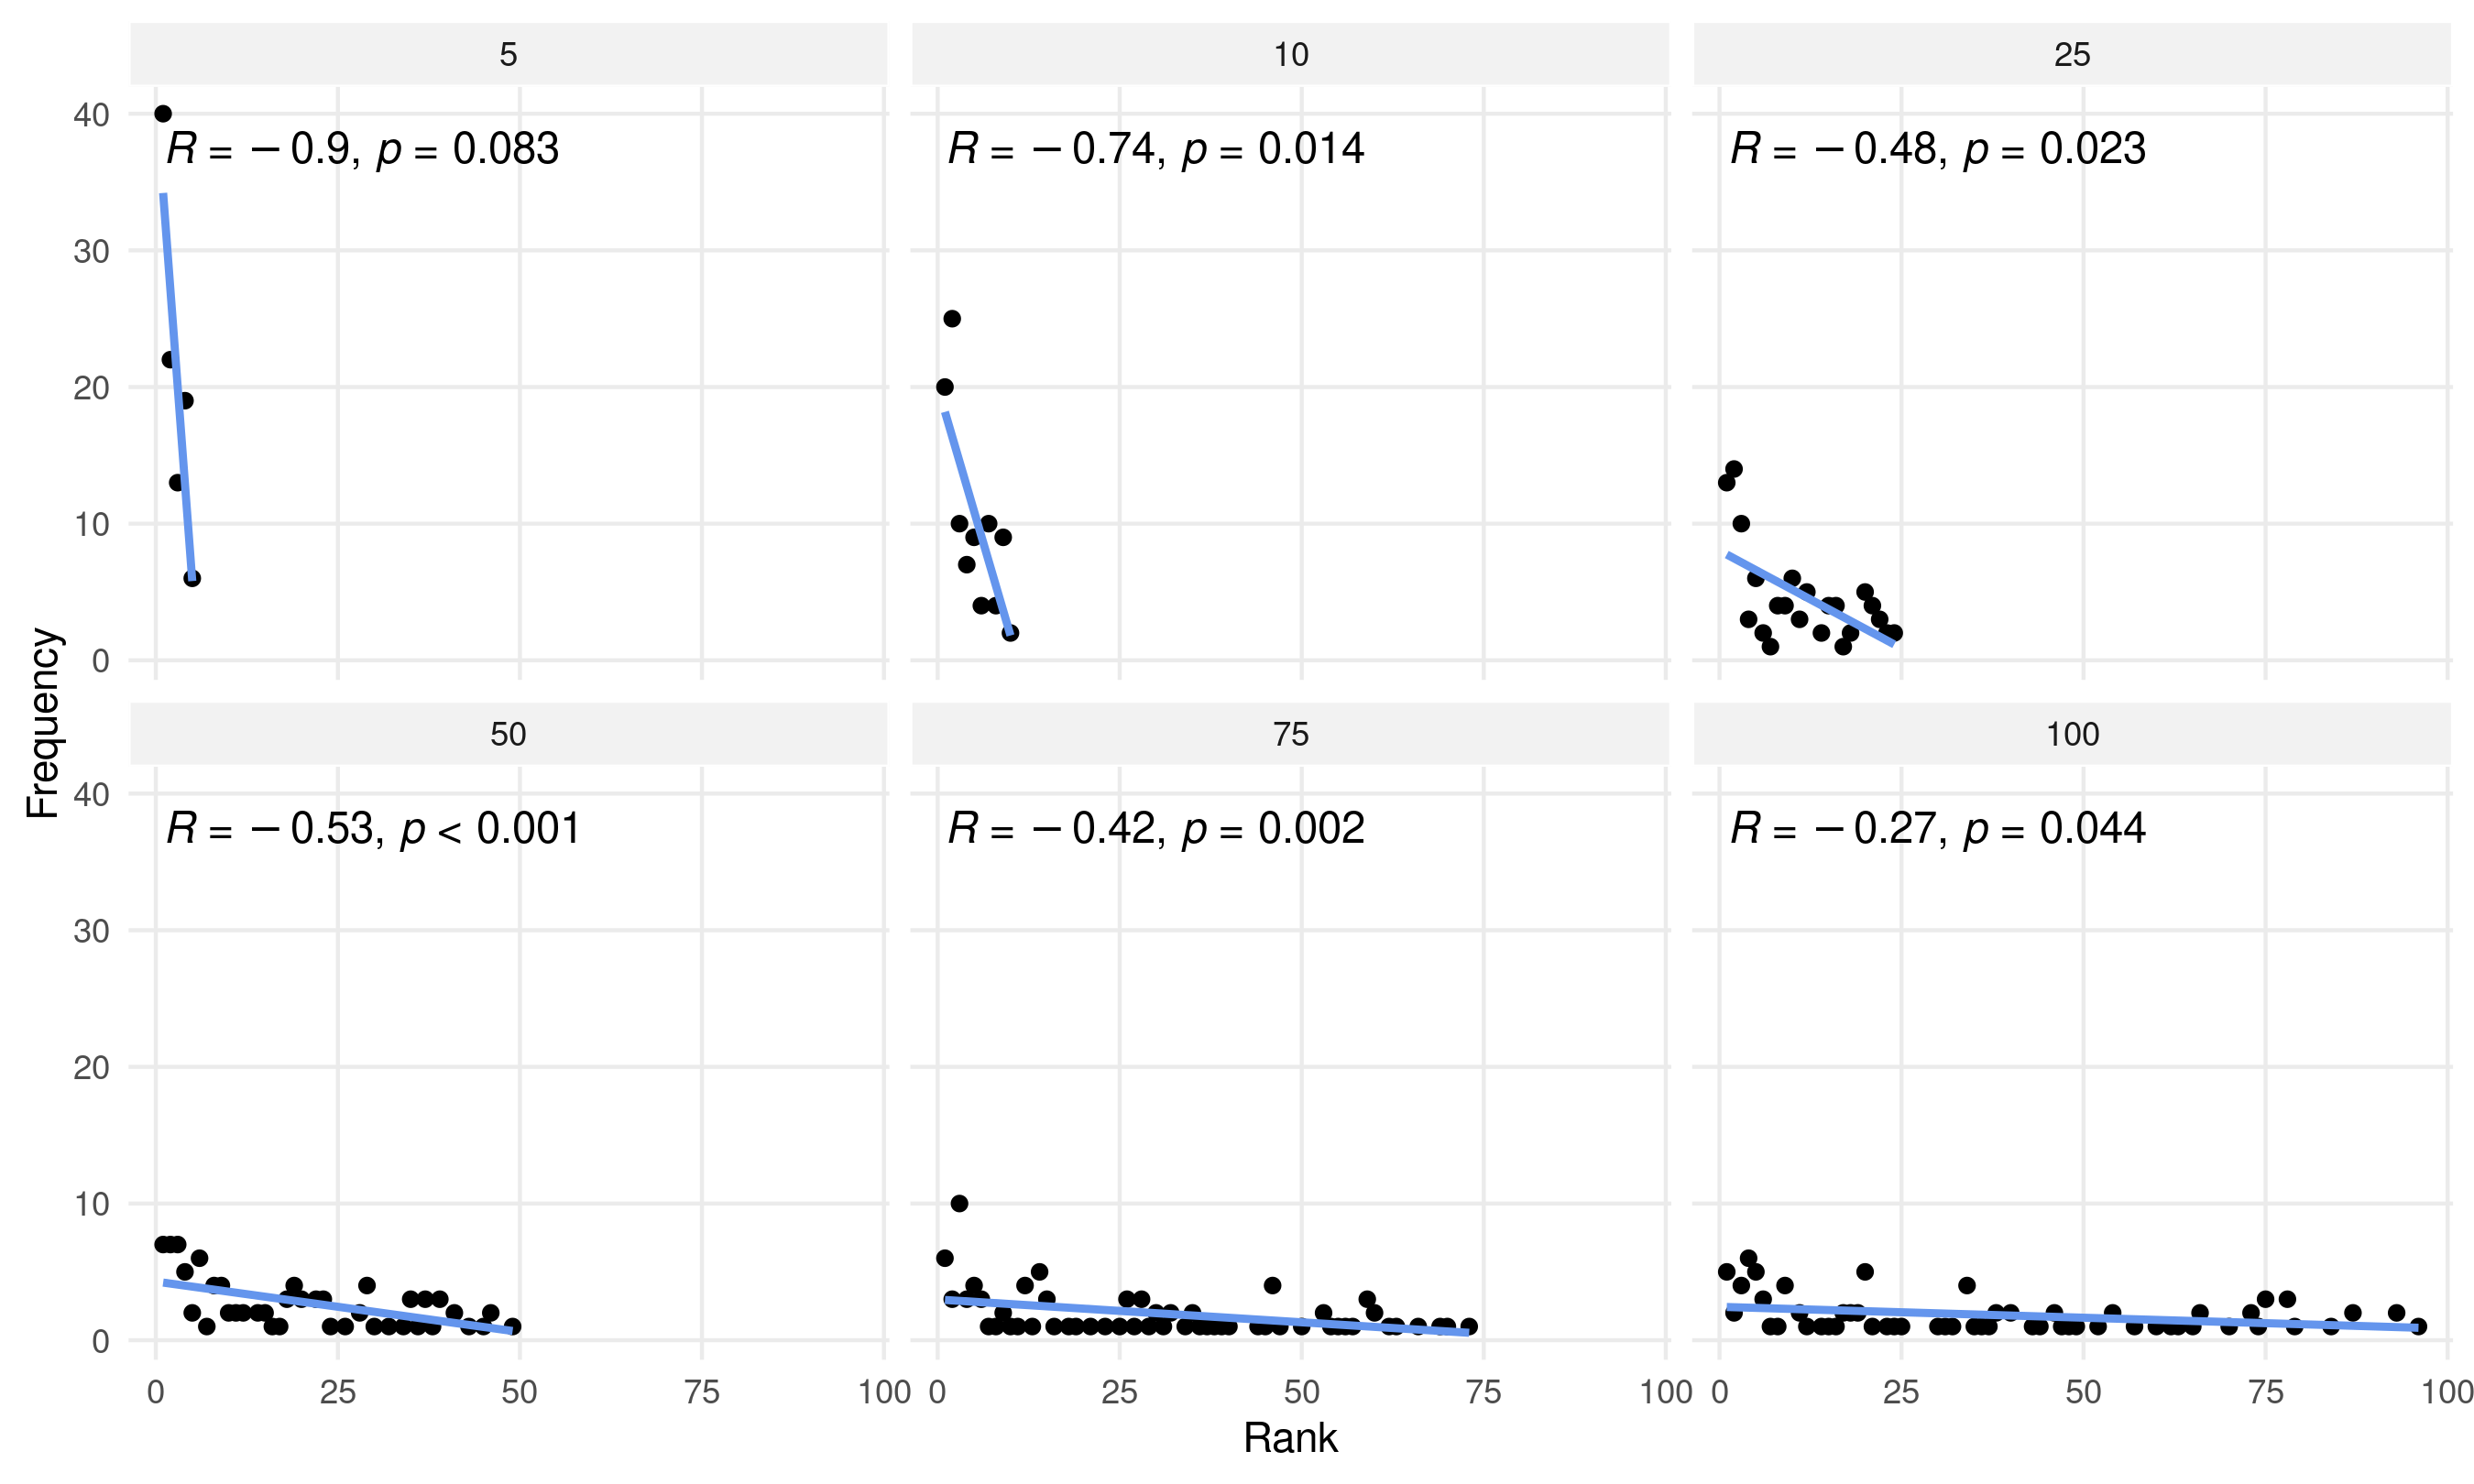 5 10 25
40
R = −0.9, p = 0.083 R = −0.74, p = 0.014 R = −0.48, p = 0.023
30
20
10
0
Frequency
50 75 100
40
R = −0.53, p < 0.001 R = −0.42, p = 0.002 R = −0.27, p = 0.044
30
20
10
0
0 25 50 75 100 0 25 50 75 100 0 25 50 75 100
Rank